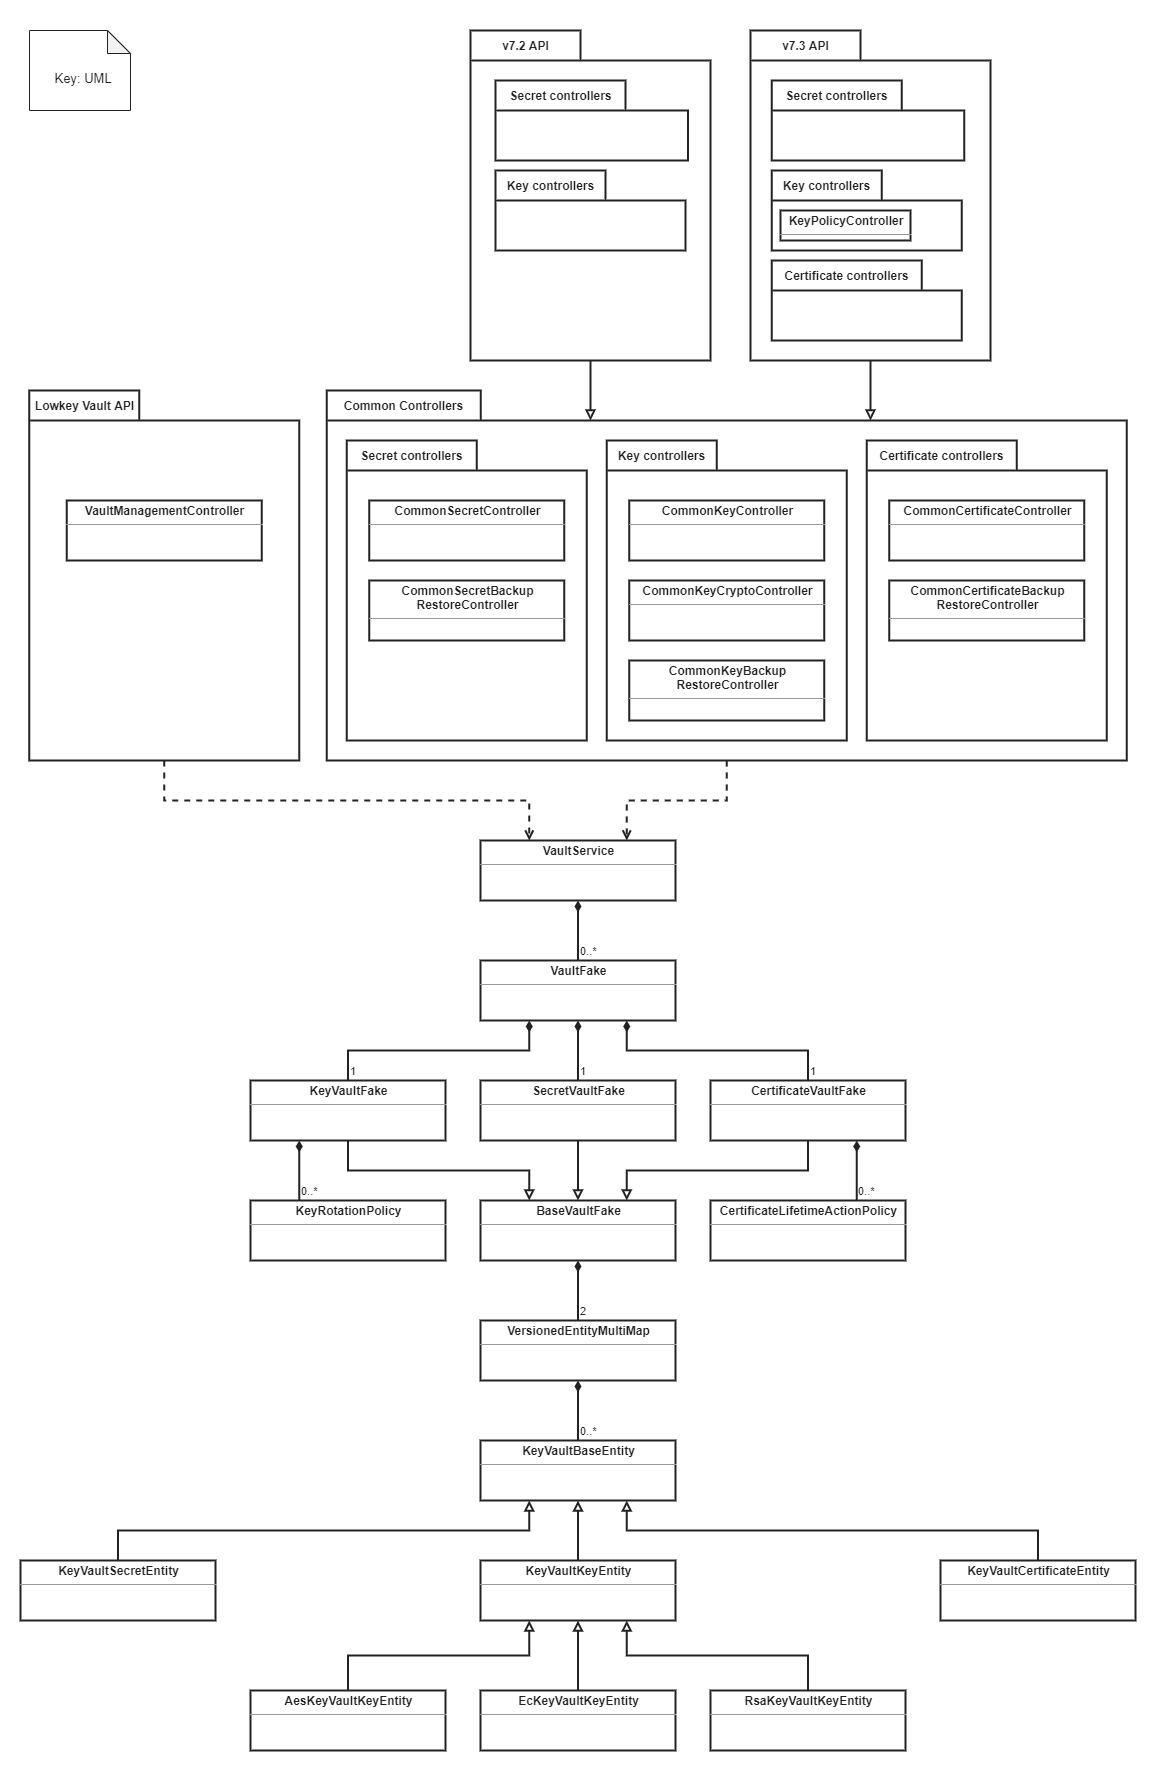 Key: UML
v7.2 API
Secret controllers
Key controllers
v7.3 API
Secret controllers
Key controllers
KeyPolicyController
Certificate controllers
Lowkey Vault API
VaultManagementController
Common Controllers
Secret controllers
CommonSecretController
CommonSecretBackup
RestoreController
Key controllers
CommonKeyController
CommonKeyCryptoController
CommonKeyBackup
RestoreController
Certificate controllers
CommonCertificateController
CommonCertificateBackup
RestoreController
VaultService
0..*
VaultFake
1
1
1
KeyVaultFake
SecretVaultFake
CertificateVaultFake
0..*
0..*
KeyRotationPolicy
BaseVaultFake
CertificateLifetimeActionPolicy
2
VersionedEntityMultiMap
0..*
KeyVaultBaseEntity
KeyVaultSecretEntity
KeyVaultKeyEntity
KeyVaultCertificateEntity
AesKeyVaultKeyEntity
EcKeyVaultKeyEntity
RsaKeyVaultKeyEntity